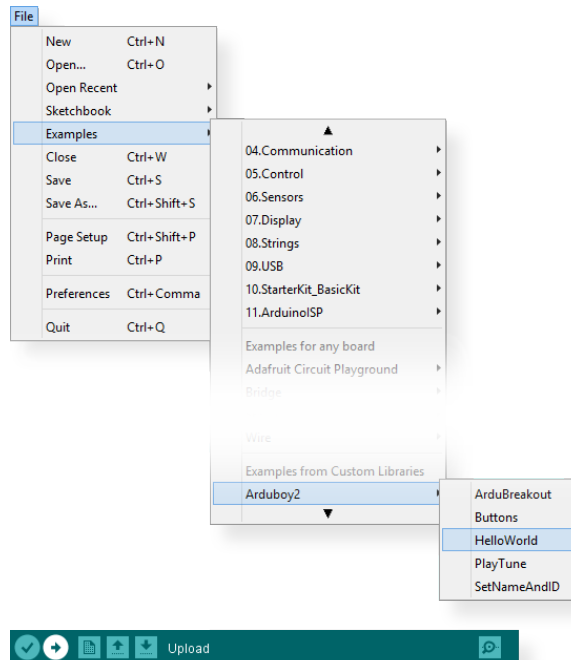 File
New Ctrl+N
Open... Ctrl+O
Open Recent
Sketchbook
Examples
Close Ctrl+W
Save Ctrl+S
Save As... Ctrl+Shift+S
Page Setup Ctrl+Shift+P
Print Ctrl+P
Preferences Ctrl+Comma
Quit Ctrl+Q
04.Communication
05.Control
06.Sensors
07.Display
08.Strings
09.USB
10.StarterKit_BasicKit
11.ArduinoISP
Examples for any board
Adafruit Circuit Playground
Bridge
Wire
Examples from Custom Libraries
Arduboy2
ArduBreakout
Buttons
HelloWorld
PlayTune
SetNameAndID
Upload